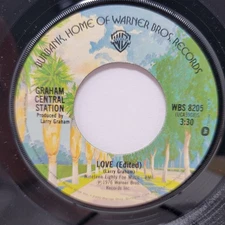 BURBANK, HOME OF WARNER BROS. RECORDS
GRAHAM
CENTRAL
STATION
Produced by
Larry Graham
WBS 8205
3:30
LOVE (Edited)
(Larry Graham)